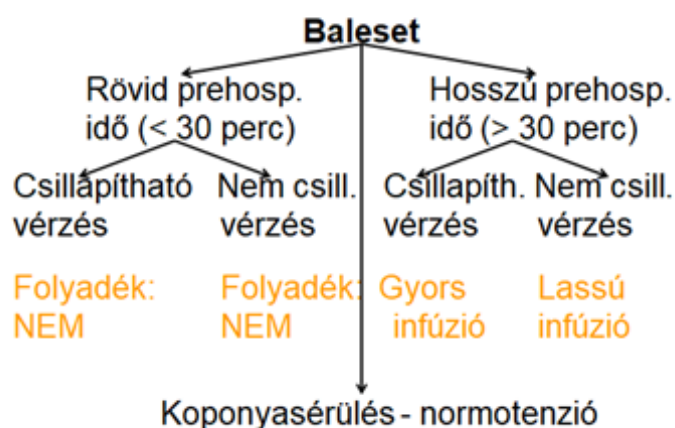 Baleset
Rövid prehosp.
idő (< 30 perc)
Hosszú prehosp.
idő (> 30 perc)
Csillapítható
vérzés
Nem csill.
vérzés
Csillapíth.
vérzés
Nem csill.
vérzés
Folyadék:
NEM
Folyadék:
NEM
Gyors
infúzió
Lassú
infúzió
Koponyasérülés - normotenzió